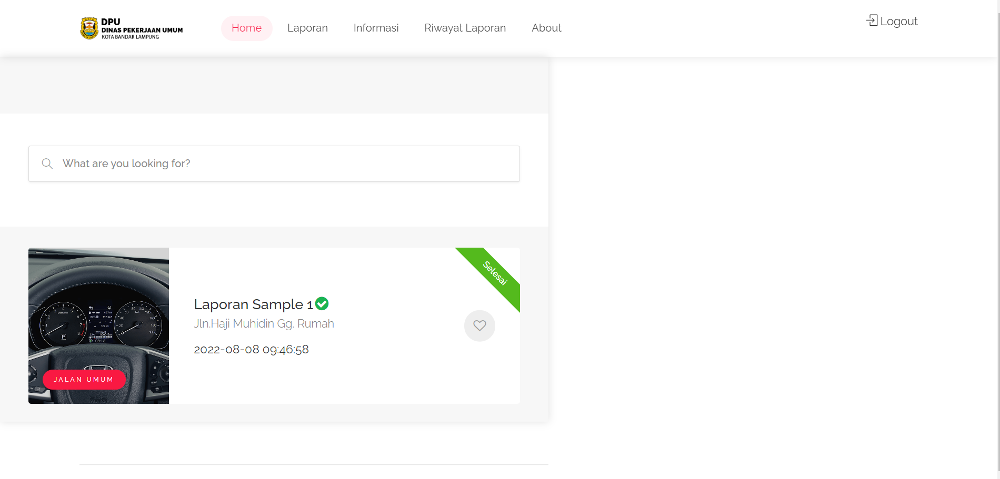 DPU
DINAS PEKERJAAN UMUM
KOTA BANDAR LAMPUNG
Home
Laporan
Informasi
Riwayat Laporan
About
Logout
What are you looking for?
Selesai
Laporan Sample 1
Jln.Haji Muhidin Gg. Rumah
2022-08-08 09:46:58
JALAN UMUM